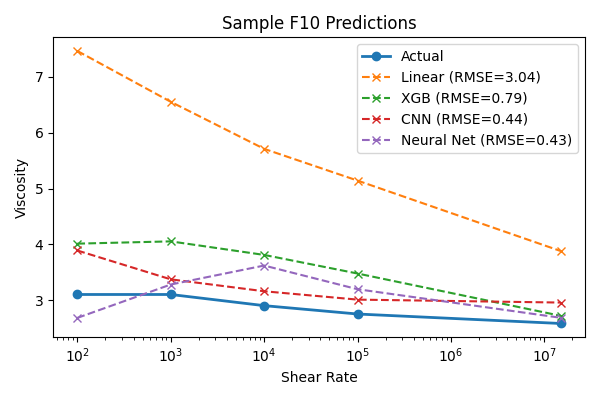 Sample F10 Predictions
Actual
Linear (RMSE=3.04)
XGB (RMSE=0.79)
CNN (RMSE=0.44)
Neural Net (RMSE=0.43)
Viscosity
7
6
5
4
3
10² 10³ 10⁴ 10⁵ 10⁶ 10⁷
Shear Rate